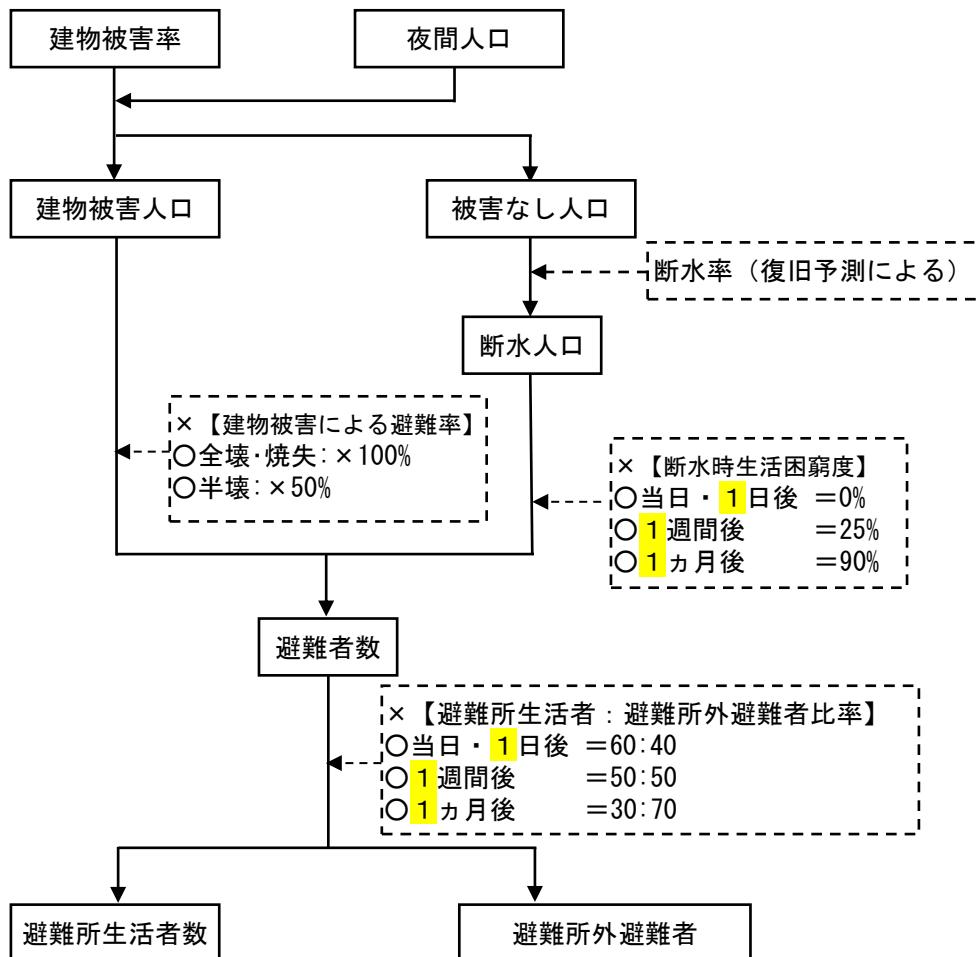 建物被害率
夜間人口
建物被害人口
被害なし人口
断水率（復旧予測による）
断水人口
×【建物被害による避難率】
○全壊・焼失：×100%
○半壊：×50%
×【断水時生活困窮度】
○当日・１日後 ＝0%
○１週間後 ＝25%
○１ヵ月後 ＝90%
避難者数
×【避難所生活者：避難所外避難者比率】
○当日・１日後 ＝60:40
○１週間後 ＝50:50
○１ヵ月後 ＝30:70
避難所生活者数
避難所外避難者